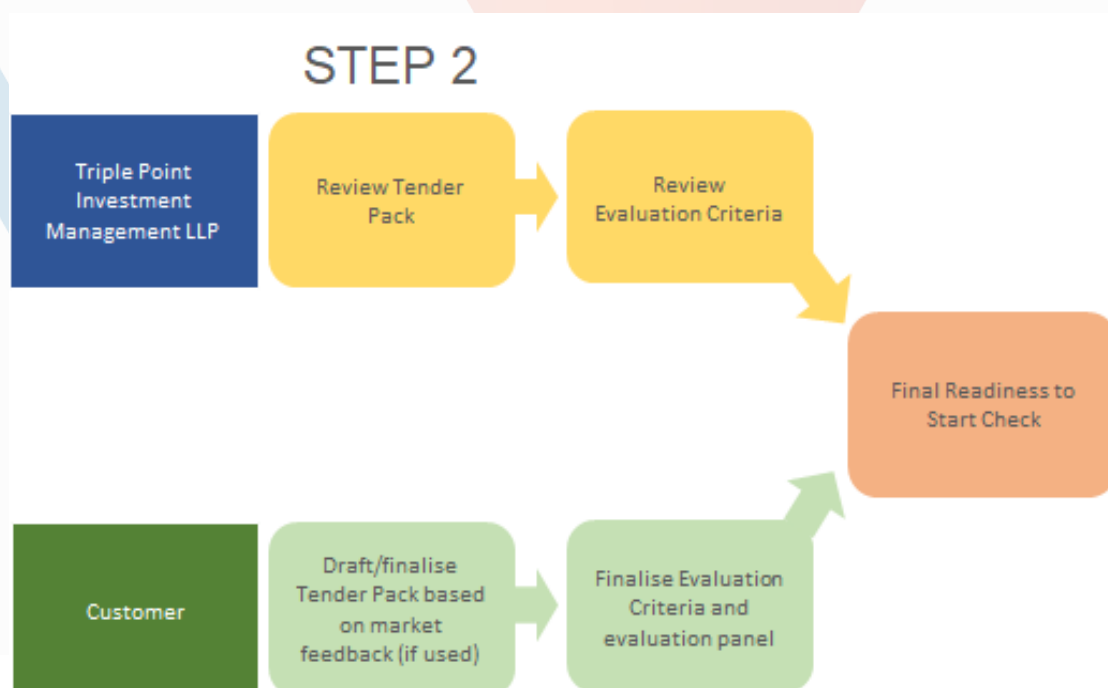 STEP 2
Triple Point
Investment
Management LLP
Review Tender
Pack
Review
Evaluation Criteria
Final Readiness to
Start Check
Customer
Draft/finalise
Tender Pack based
on market
feedback (if used)
Finalise Evaluation
Criteria and
evaluation panel